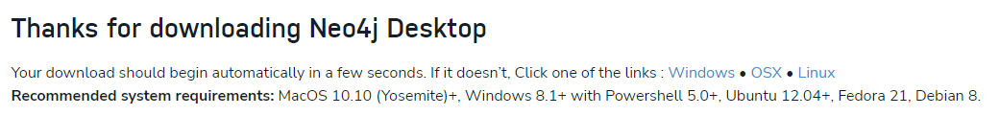 Thanks for downloading Neo4j Desktop
Your download should begin automatically in a few seconds. If it doesn't, Click one of the links : Windows ● OSX ● Linux
Recommended system requirements: MacOS 10.10 (Yosemite)+, Windows 8.1+ with Powershell 5.0+, Ubuntu 12.04+, Fedora 21, Debian 8.